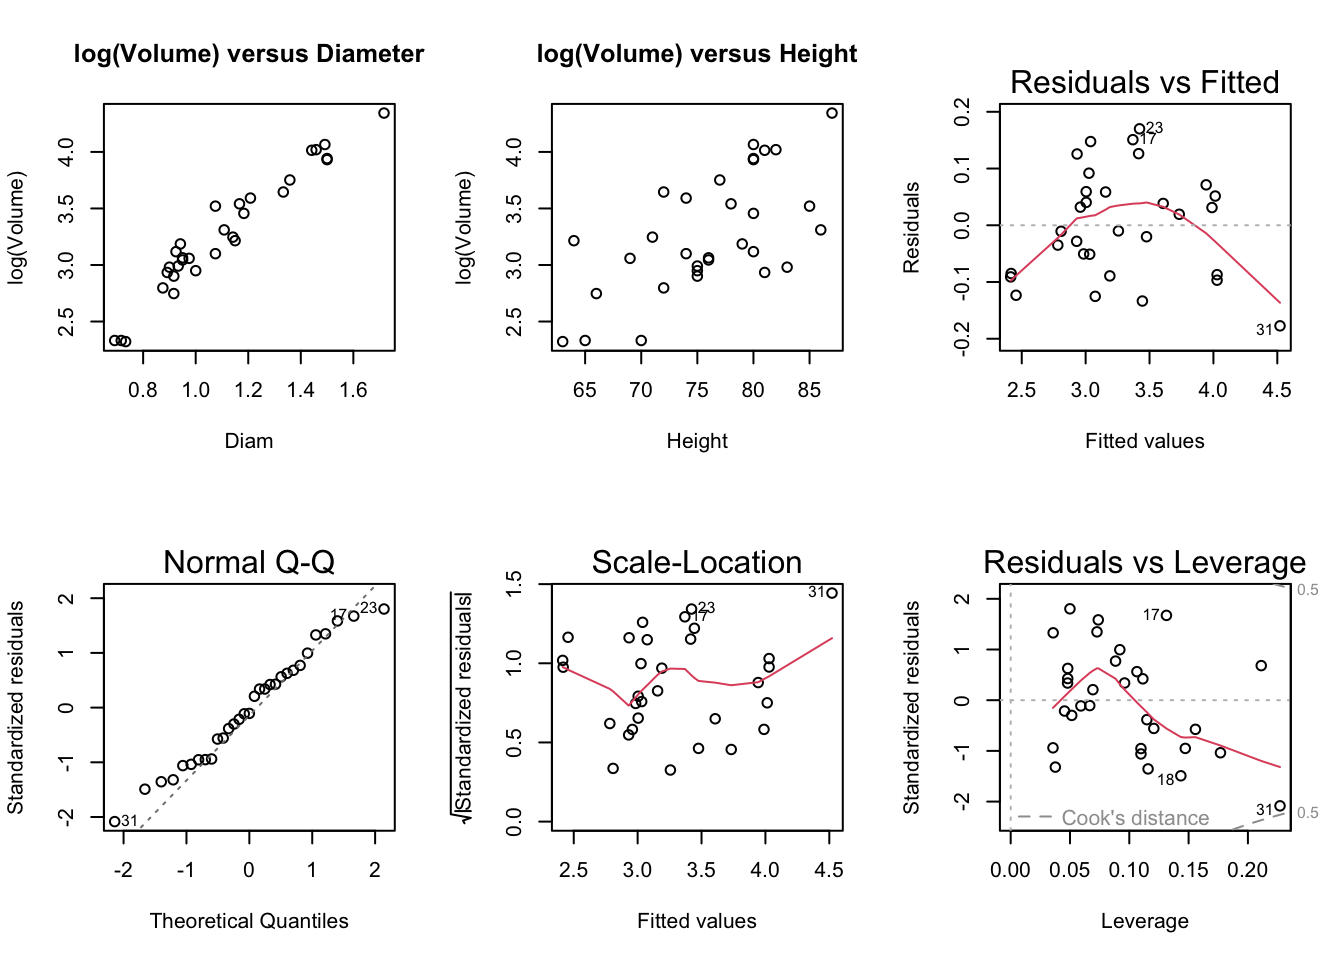 log(Volume) versus Diameter
log(Volume)
2.5 3.0 3.5 4.0
0.8 1.0 1.2 1.4 1.6
Diam
log(Volume) versus Height
log(Volume)
2.5 3.0 3.5 4.0
65 70 75 80 85
Height
Residuals vs Fitted
Residuals
-0.2 -0.1 0.0 0.1 0.2
23
17
31
2.5 3.0 3.5 4.0 4.5
Fitted values
Normal Q-Q
Standardized residuals
-2 -1 0 1 2
17 23
31
-2 -1 0 1 2
Theoretical Quantiles
Scale-Location
√|Standardized residuals|
0.0 0.5 1.0 1.5
31
23
17
2.5 3.0 3.5 4.0 4.5
Fitted values
Residuals vs Leverage
Standardized residuals
-2 -1 0 1 2
0.5
17
18
31
0.5
Cook's distance
0.00 0.05 0.10 0.15 0.20
Leverage